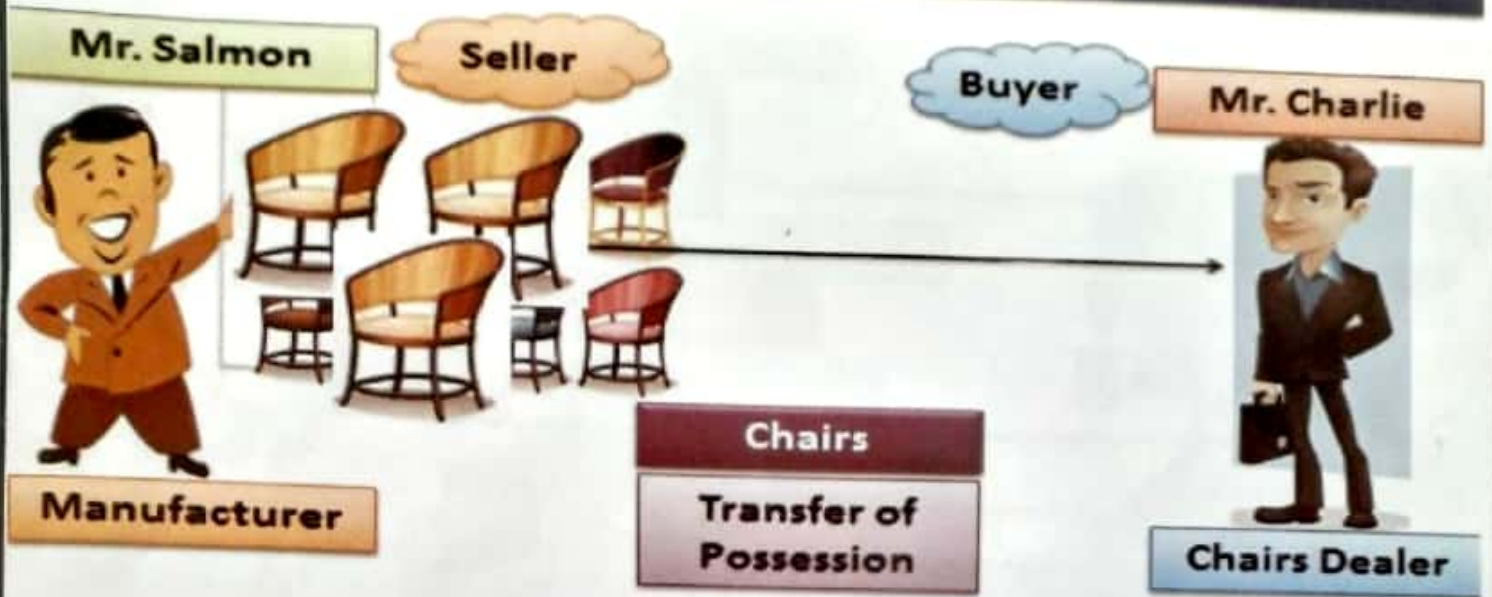 Mr. Salmon
Seller
Buyer
Mr. Charlie
Chairs
Transfer of
Possession
Manufacturer
Chairs Dealer